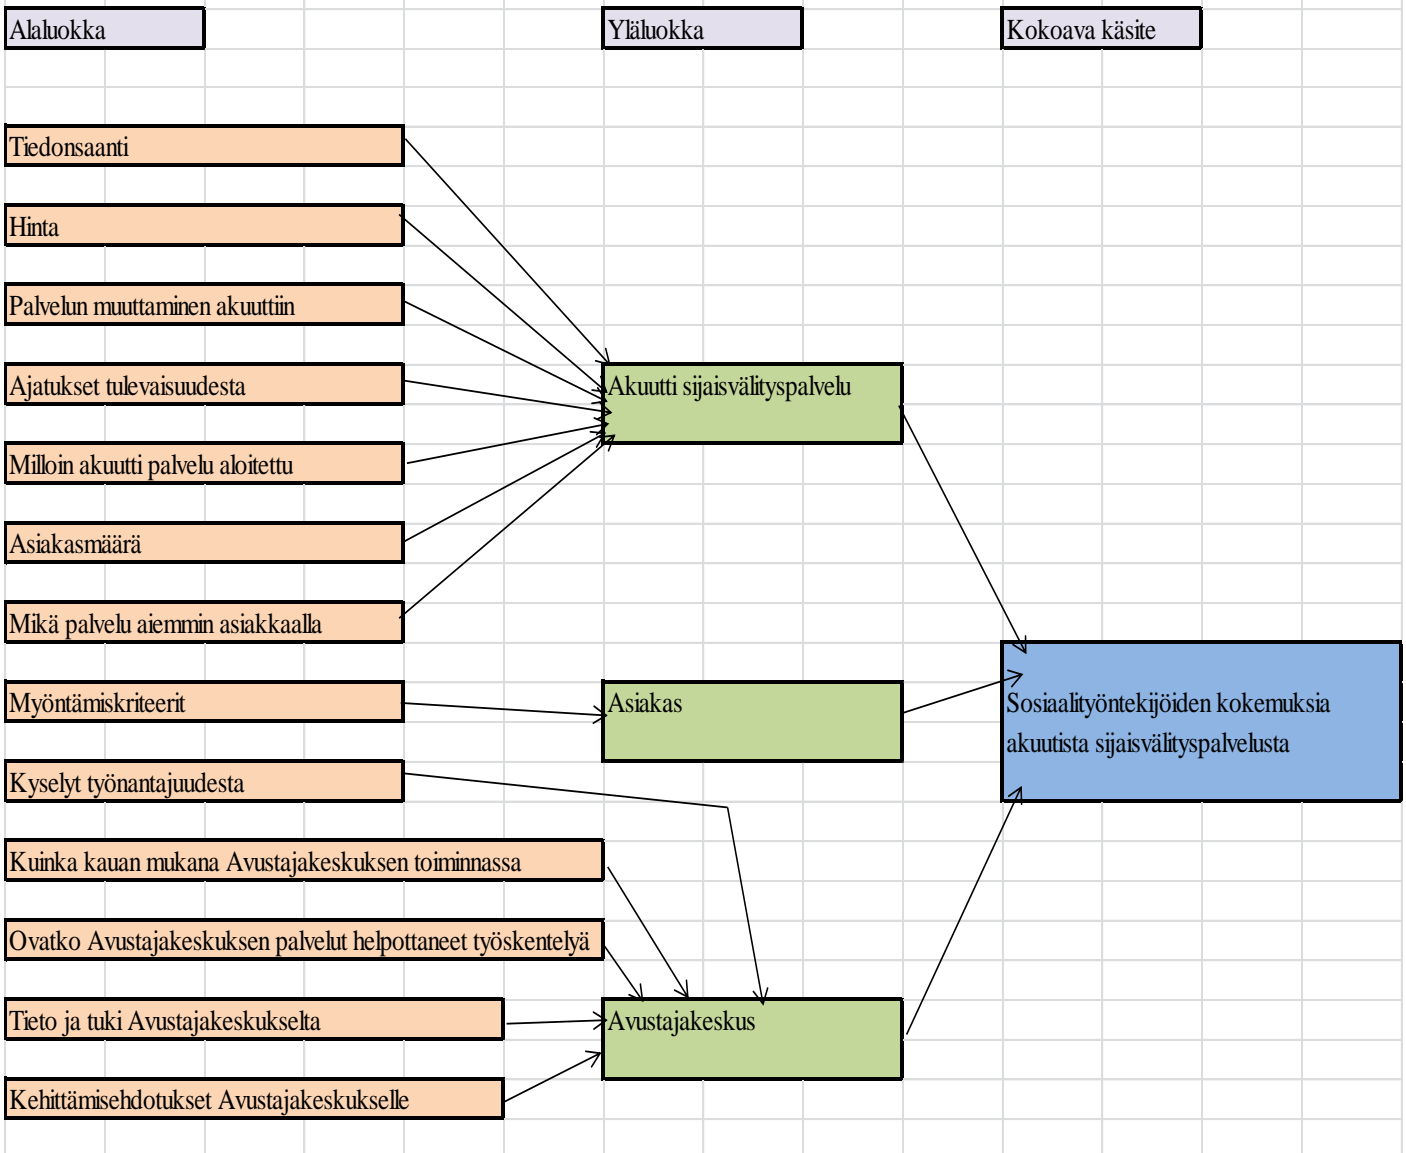 Alaluokka
Yläluokka
Kokoava käsite
Tiedonsaanti
Hinta
Palvelun muuttaminen akuuttiin
Ajatukset tulevaisuudesta
Akuutti sijaisvälityspalvelu
Milloin akuutti palvelu aloitettu
Asiakasmäärä
Mikä palvelu aiemmin asiakkaalla
Myöntämiskriteerit
Asiakas
Sosiaalityöntekijöiden kokemuksia
akuutista sijaisvälityspalvelusta
Kyselyt työnantajuudesta
Kuinka kauan mukana Avustajakeskuksen toiminnassa
Ovatko Avustajakeskuksen palvelut helpottaneet työskentelyä
Tieto ja tuki Avustajakeskukselta
Avustajakeskus
Kehittämisehdotukset Avustajakeskukselle